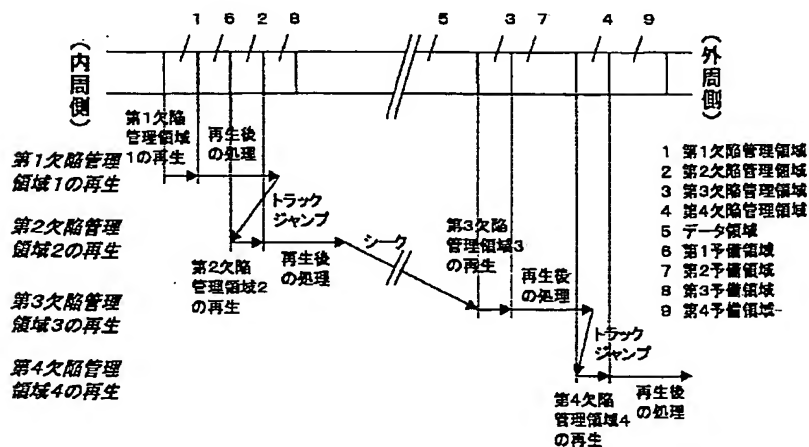 1 6 2 8 5 3 7 4 9
(内周側)
(外周側)
第1欠陥
管理領域
1の再生
再生後
の処理
第1欠陥管理
領域1の再生
トラック
ジャンプ
第2欠陥管理
領域2の再生
第2欠陥
管理領域2
の再生
再生後
の処理
シーク
第3欠陥
管理領域3
の再生
再生後
の処理
第3欠陥管理
領域3の再生
トラック
ジャンプ
第4欠陥管理
領域4の再生
第4欠陥
管理領域4
の再生
再生後
の処理
1 第1欠陥管理領域
2 第2欠陥管理領域
3 第3欠陥管理領域
4 第4欠陥管理領域
5 データ領域
6 第1予備領域
7 第2予備領域
8 第3予備領域
9 第4予備領域